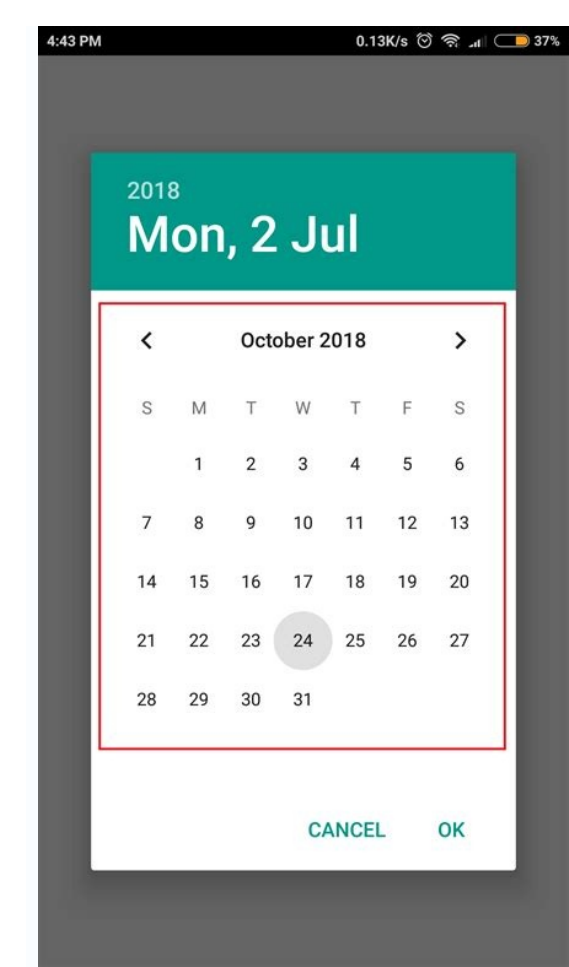 4:43 PM 0.13K/s 37%
2018
Mon, 2 Jul
October 2018
S M T W T F S
1 2 3 4 5 6
7 8 9 10 11 12 13
14 15 16 17 18 19 20
21 22 23 24 25 26 27
28 29 30 31
CANCEL OK